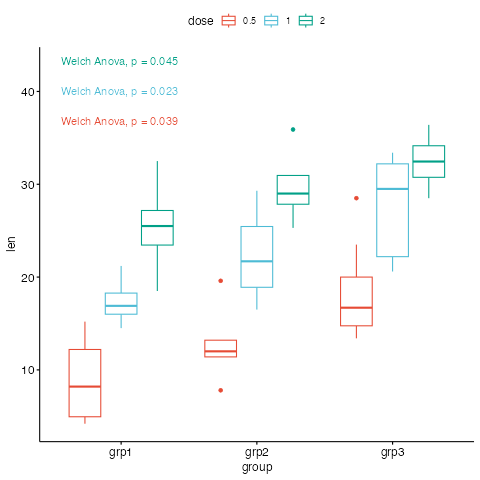 dose 0.5 1 2
Welch Anova, p = 0.045
Welch Anova, p = 0.023
Welch Anova, p = 0.039
40
30
20
10
len
grp1 grp2 grp3
group